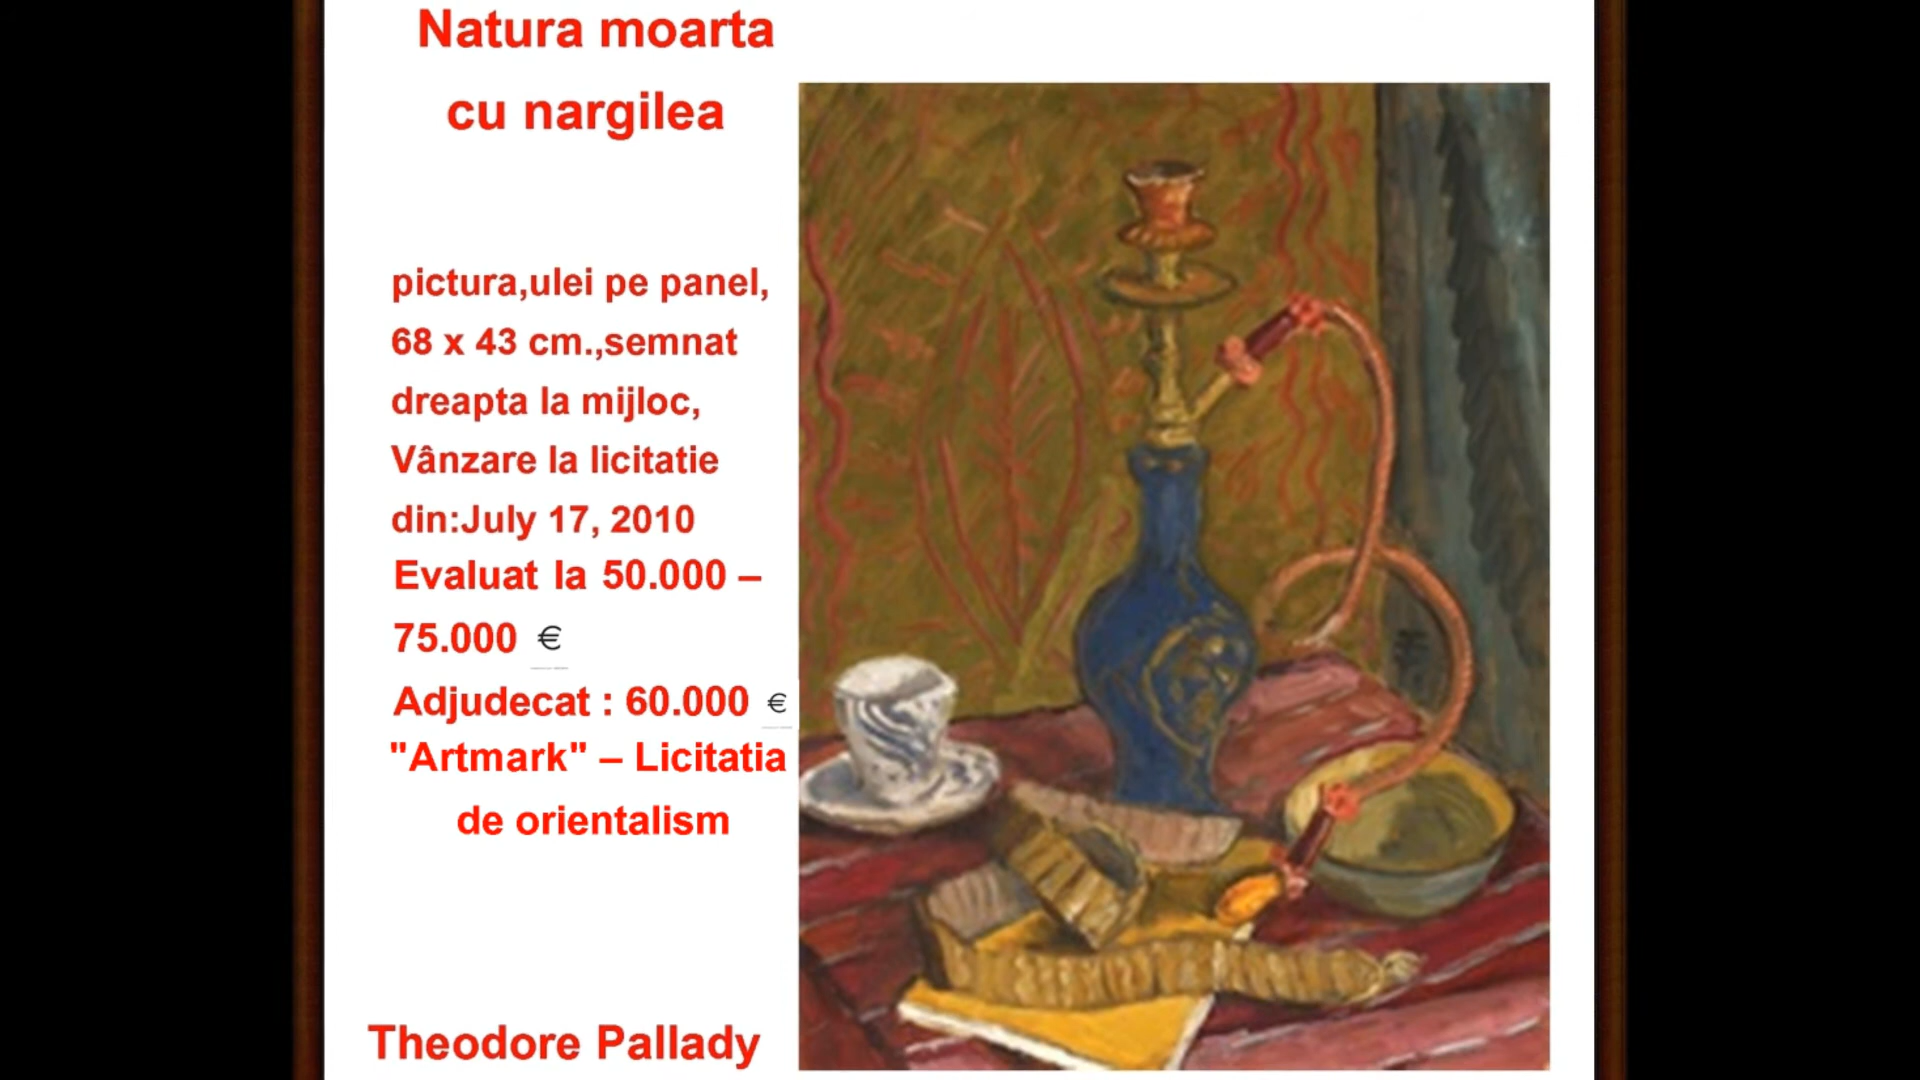 Natura moarta
cu nargilea
pictura,ulei pe panel,
68 x 43 cm.,semnat
dreapta la mijloc,
Vânzare la licitatie
din:July 17, 2010
Evaluat la 50.000 –
75.000 €
Adjudecat : 60.000 €
"Artmark" – Licitatia
de orientalism
Theodore Pallady